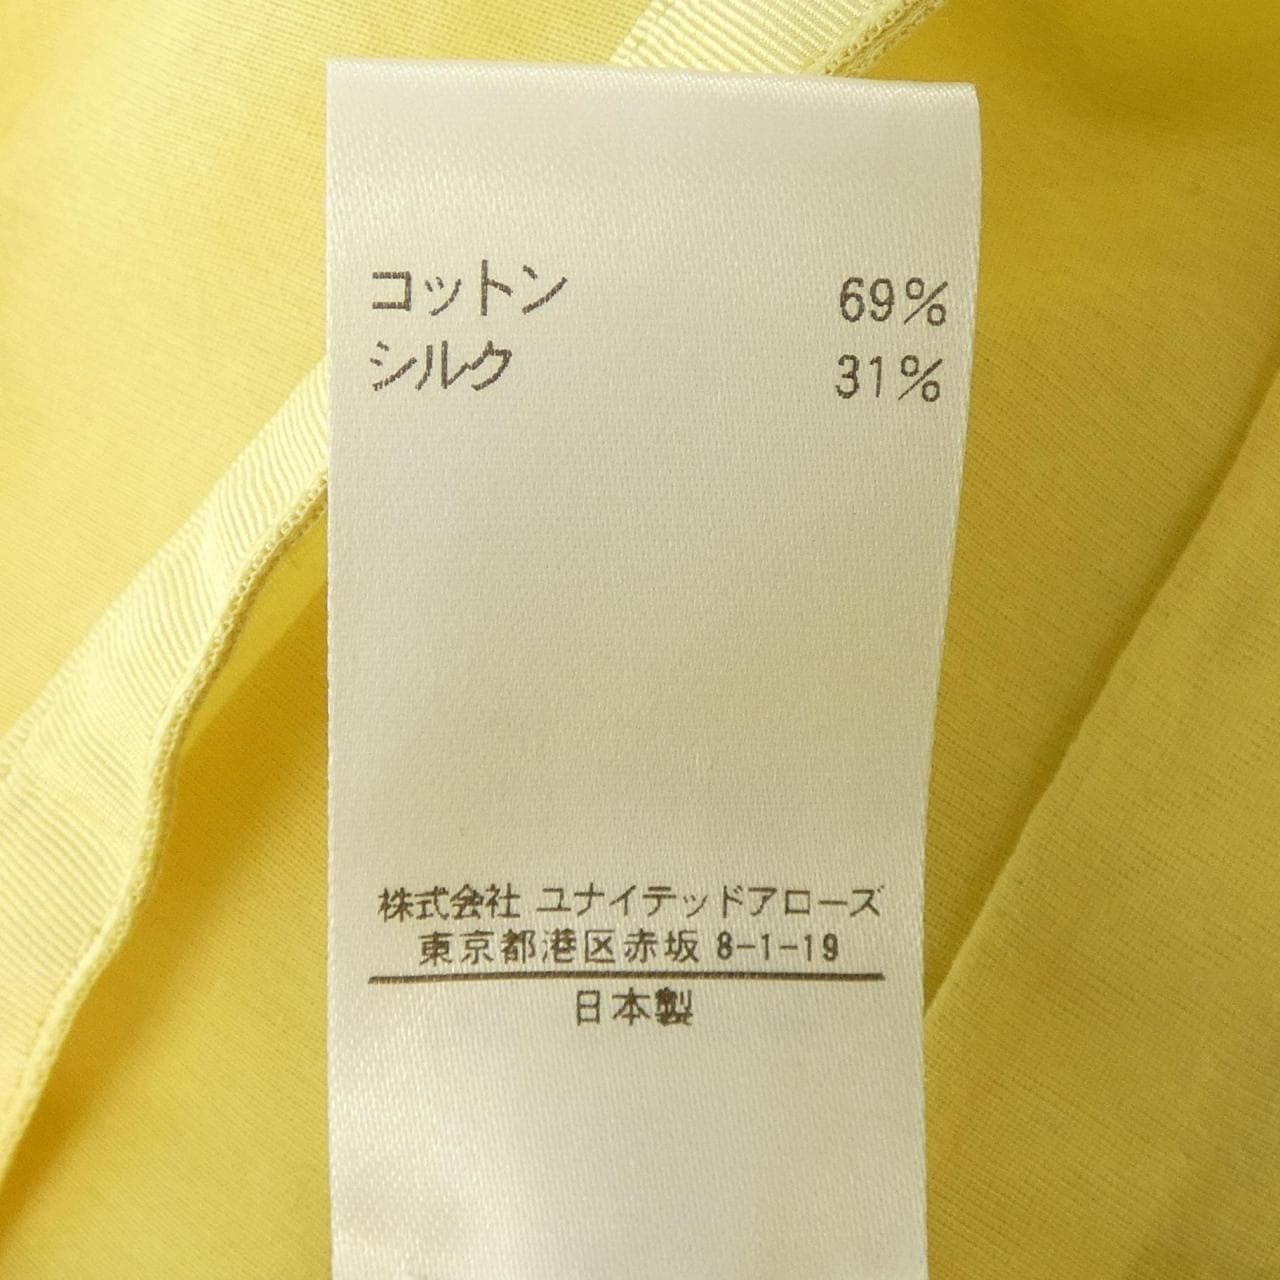 コットン 69%
シルク 31%
株式会社 ユナイテッドアローズ
東京都港区赤坂 8-1-19
日本製